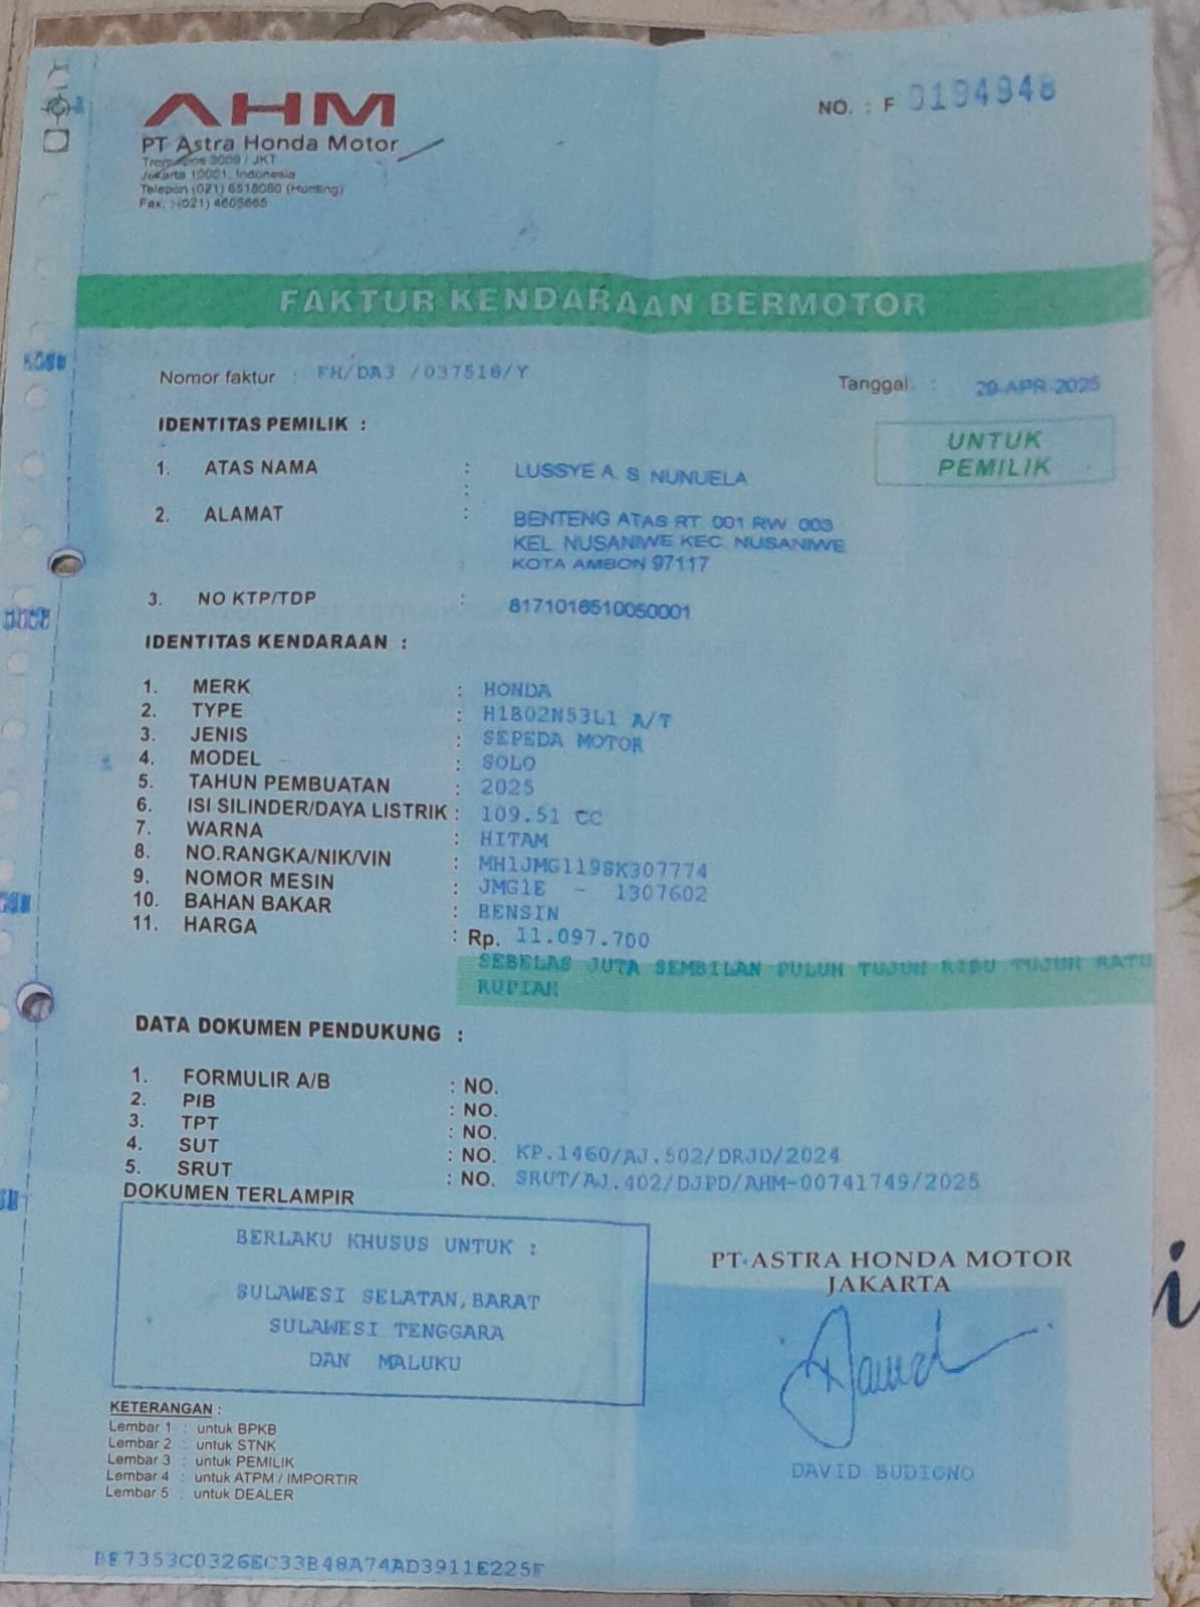 AHM
NO. : F 0194948
PT Astra Honda Motor
Jakarta 10001, Indonesia
Telepon (021) 6518080 (Hunting)
Fax. : (021) 4605665
FAKTUR KENDARAAN BERMOTOR
Nomor faktur : FH/DA3 /037518/Y
Tanggal : 29-APR-2025
IDENTITAS PEMILIK :
UNTUK
PEMILIK
1. ATAS NAMA : LUSSYE A. S. NUNUELA
2. ALAMAT : BENTENG ATAS RT. 001 RW. 003
KEL. NUSANIWE KEC. NUSANIWE
: KOTA AMBON 97117
3. NO KTP/TDP : 8171016510050001
IDENTITAS KENDARAAN :
1. MERK : HONDA
2. TYPE : H1B02N53L1 A/T
3. JENIS : SEPEDA MOTOR
4. MODEL : SOLO
5. TAHUN PEMBUATAN : 2025
6. ISI SILINDER/DAYA LISTRIK : 109.51 CC
7. WARNA : HITAM
8. NO.RANGKA/NIK/VIN : MH1JMG119SK307774
9. NOMOR MESIN : JMG1E - 1307602
10. BAHAN BAKAR : BENSIN
11. HARGA : Rp. 11.097.700
SEBELAS JUTA SEMBILAN PULUH TUJUH RIBU TUJUH RATU
RUPIAH
DATA DOKUMEN PENDUKUNG :
1. FORMULIR A/B : NO.
2. PIB : NO.
3. TPT : NO.
4. SUT : NO. KP.1460/AJ.502/DRJD/2024
5. SRUT : NO. SRUT/AJ.402/DJPD/AHM-00741749/2025
DOKUMEN TERLAMPIR
BERLAKU KHUSUS UNTUK :
SULAWESI SELATAN,BARAT
SULAWESI TENGGARA
DAN MALUKU
PT ASTRA HONDA MOTOR
JAKARTA
DAVID BUDIONO
KETERANGAN :
Lembar 1 : untuk BPKB
Lembar 2 : untuk STNK
Lembar 3 : untuk PEMILIK
Lembar 4 : untuk ATPM / IMPORTIR
Lembar 5 : untuk DEALER
BE7353C0326EC33B48A74AD3911E225F